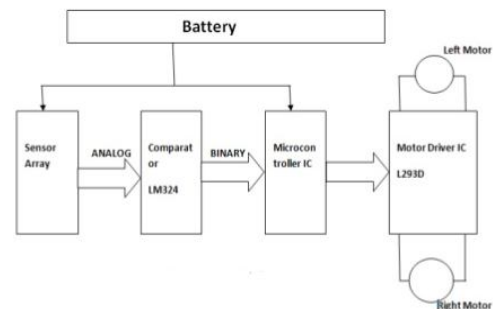 Battery
Left Motor
Sensor
Array
ANALOG
Comparat
or
LM324
BINARY
Microcon
troller IC
Motor Driver IC
L293D
Right Motor